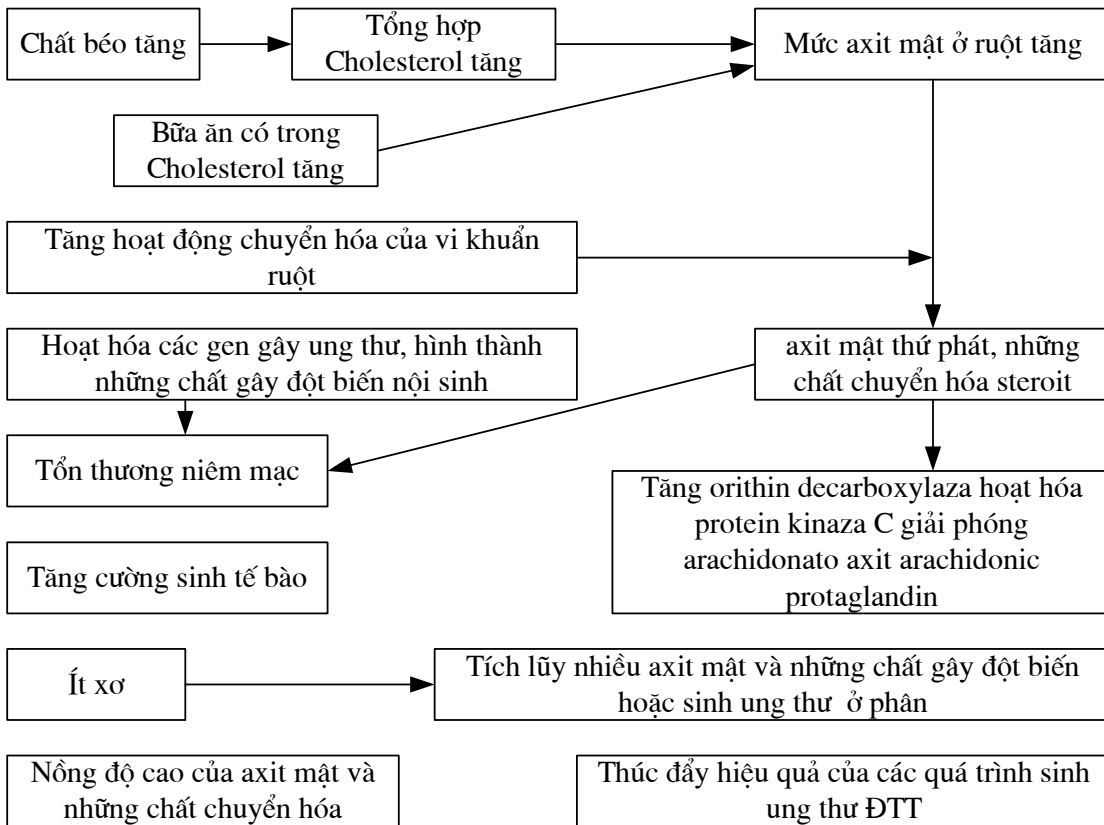 Chất béo tăng
Tổng hợp
Cholesterol tăng
Mức axit mật ở ruột tăng
Bữa ăn có trong
Cholesterol tăng
Tăng hoạt động chuyển hóa của vi khuẩn
ruột
Hoạt hóa các gen gây ung thư, hình thành
những chất gây đột biến nội sinh
axit mật thứ phát, những
chất chuyển hóa steroit
Tổn thương niêm mạc
Tăng orithin decarboxylaza hoạt hóa
protein kinaza C giải phóng
arachidonato axit arachidonic
protaglandin
Tăng cường sinh tế bào
Ít xơ
Tích lũy nhiều axit mật và những chất gây đột biến
hoặc sinh ung thư ở phân
Nồng độ cao của axit mật và
những chất chuyển hóa
Thúc đẩy hiệu quả của các quá trình sinh
ung thư ĐTT